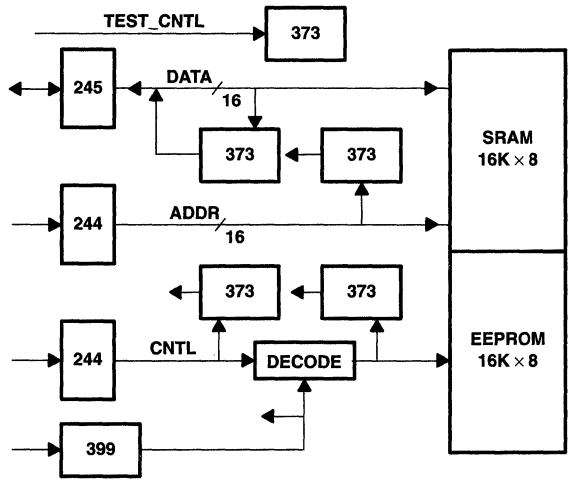 TEST_CNTL
373
245
DATA
16
SRAM
16K × 8
373
373
244
ADDR
16
373
373
EEPROM
16K × 8
244
CNTL
DECODE
399